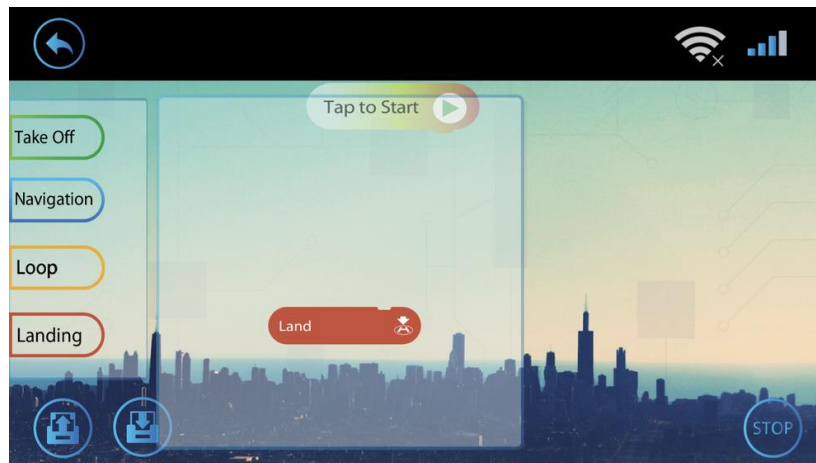 Tap to Start
Take Off
Navigation
Loop
Land
Landing
STOP